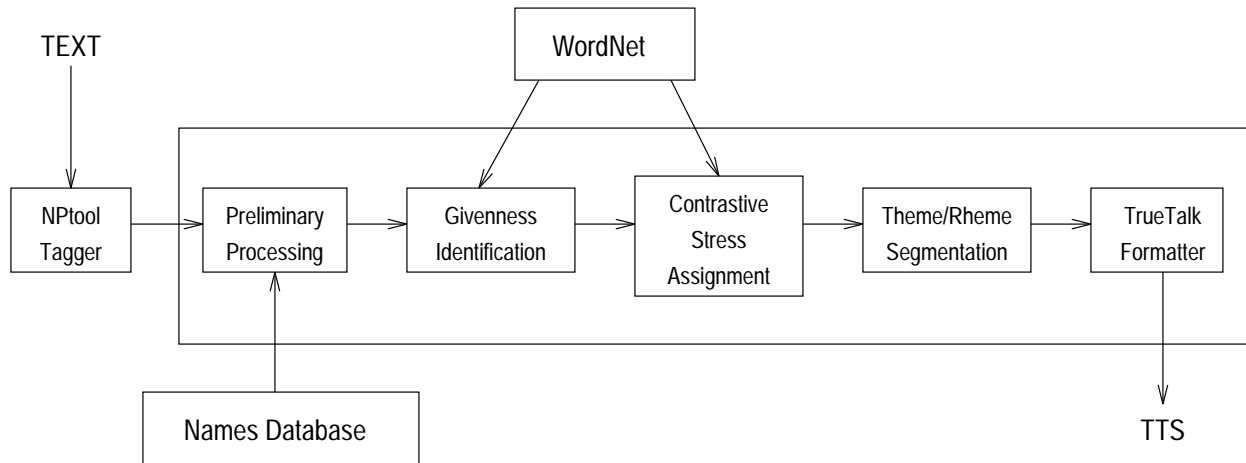 TEXT
WordNet
NPtool
Tagger
Preliminary
Processing
Givenness
Identification
Contrastive
Stress
Assignment
Theme/Rheme
Segmentation
TrueTalk
Formatter
Names Database
TTS